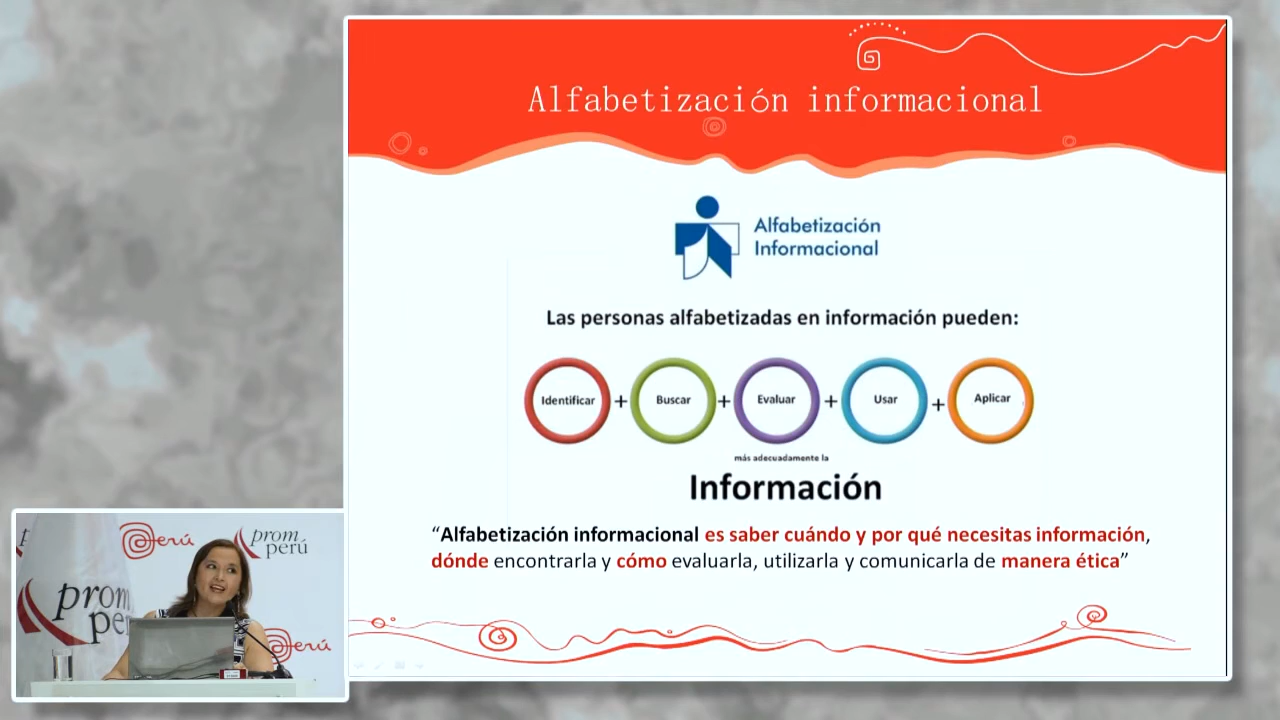 Alfabetización informacional
Alfabetización
Informacional
Las personas alfabetizadas en información pueden:
Identificar + Buscar + Evaluar + Usar + Aplicar
más adecuadamente la
Información
“Alfabetización informacional es saber cuándo y por qué necesitas información,
dónde encontrarla y cómo evaluarla, utilizarla y comunicarla de manera ética”
Perú
prom
perú
prom
pe
Perú